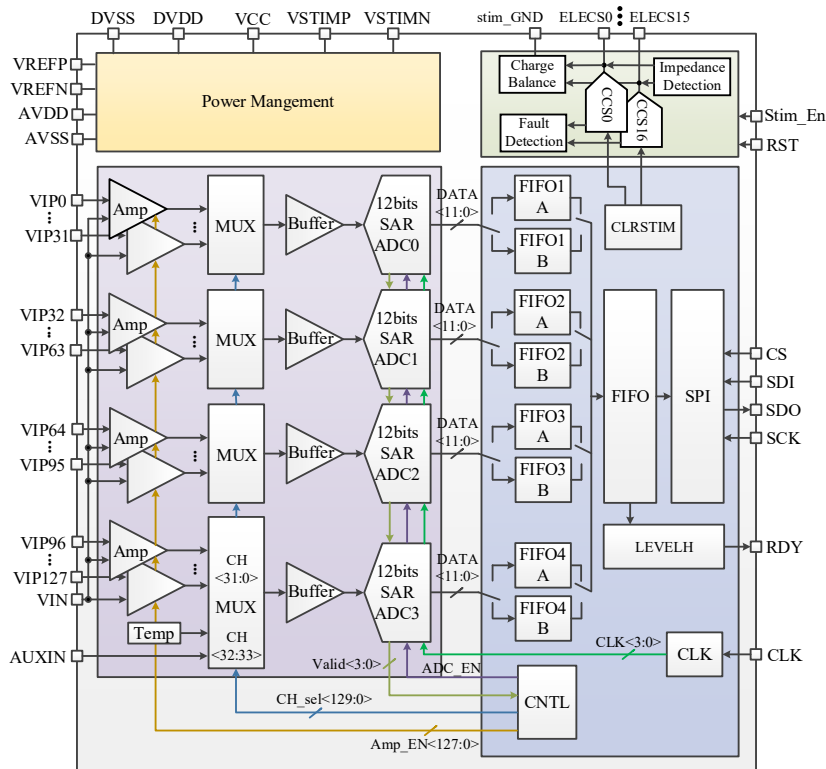 DVSS DVDD VCC VSTIMP VSTIMN stim_GND ELECS0 ELECS15
VREFP
VREFN
AVDD
AVSS
Power Mangement
Charge
Balance
Impedance
Detection
CCS0
CCS16
Fault
Detection
Stim_En
RST
VIP0
VIP31
Amp
MUX
Buffer
12bits
SAR
ADC0
DATA
<11:0>
FIFO1
A
FIFO1
B
CLRSTIM
VIP32
VIP63
Amp
MUX
Buffer
12bits
SAR
ADC1
DATA
<11:0>
FIFO2
A
FIFO2
B
FIFO
SPI
CS
SDI
SDO
SCK
VIP64
VIP95
Amp
MUX
Buffer
12bits
SAR
ADC2
DATA
<11:0>
FIFO3
A
FIFO3
B
LEVELH
RDY
VIP96
VIP127
VIN
Amp
CH
<31:0>
MUX
CH
<32:33>
Buffer
12bits
SAR
ADC3
DATA
<11:0>
FIFO4
A
FIFO4
B
Temp
AUXIN
Valid<3:0>
ADC_EN
CLK<3:0>
CLK
CLK
CH_sel<129:0>
CNTL
Amp_EN<127:0>